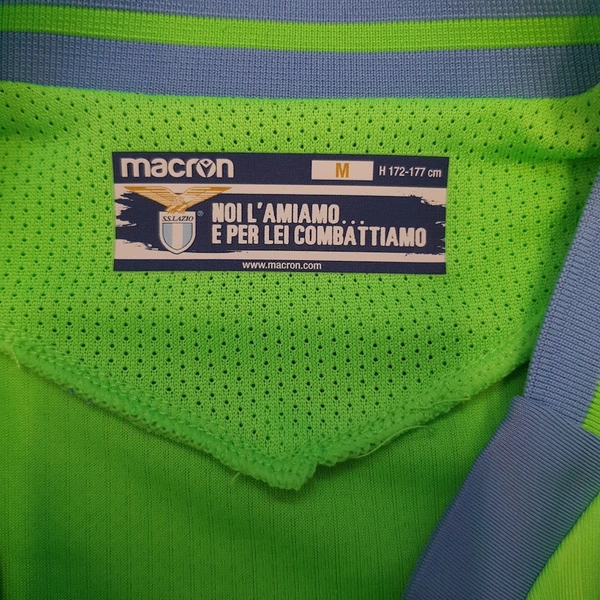 macron M H 172-177 cm
S.S.LAZIO ®
NOI L'AMIAMO...
E PER LEI COMBATTIAMO
www.macron.com